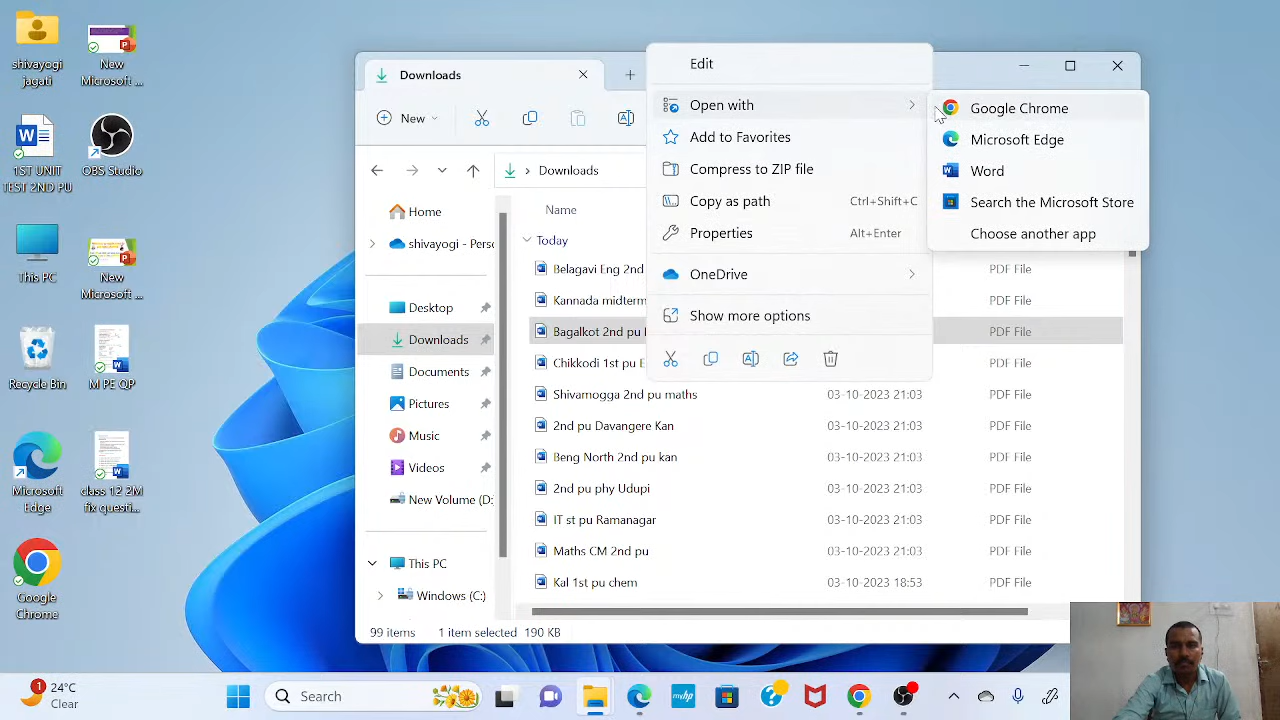 shivayogi
jagati
New
Microsoft ...
1ST UNIT
TEST 2ND PU
O3S Studio
This PC
New
Microsoft ...
Recycle Bin
M PE QP
Microsoft
Edge
class 12 2M
fix questi...
Google
Chrome
Downloads
New
Downloads
Name
Home
shivayogi - Perso
Desktop
Downloads
Documents
Pictures
Music
Videos
New Volume (D:
This PC
Windows (C:)
Today
Belagavi Eng 2nd
PDF File
Kannada midterm
PDF File
Bagalkot 2nd pu
PDF File
Chikkodi 1st pu E
PDF File
Shivamogga 2nd pu maths
03-10-2023 21:03
PDF File
2nd pu Davangere Kan
03-10-2023 21:03
PDF File
Beng North 2nd pu kan
03-10-2023 21:03
PDF File
2nd pu phy Udupi
03-10-2023 21:03
PDF File
IT st pu Ramanagar
03-10-2023 21:03
PDF File
Maths CM 2nd pu
03-10-2023 21:03
PDF File
Kal 1st pu chem
03-10-2023 18:53
PDF File
99 items
1 item selected 190 KB
Edit
Open with
Add to Favorites
Compress to ZIP file
Copy as path Ctrl+Shift+C
Properties Alt+Enter
OneDrive
Show more options
Google Chrome
Microsoft Edge
Word
Search the Microsoft Store
Choose another app
1
24°C
Clear
Search
myhp